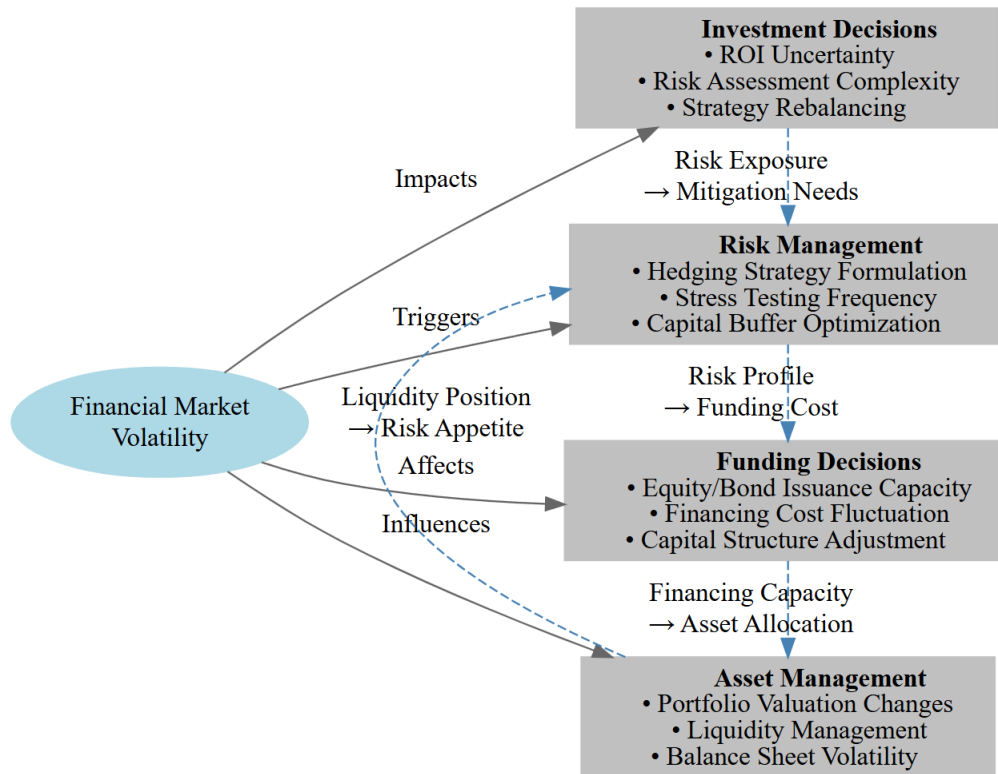 Investment Decisions
• ROI Uncertainty
• Risk Assessment Complexity
• Strategy Rebalancing
Impacts
Risk Exposure
→ Mitigation Needs
Risk Management
• Hedging Strategy Formulation
• Stress Testing Frequency
• Capital Buffer Optimization
Triggers
Financial Market
Volatility
Liquidity Position
→ Risk Appetite
Risk Profile
→ Funding Cost
Affects
Funding Decisions
• Equity/Bond Issuance Capacity
• Financing Cost Fluctuation
• Capital Structure Adjustment
Influences
Financing Capacity
→ Asset Allocation
Asset Management
• Portfolio Valuation Changes
• Liquidity Management
• Balance Sheet Volatility